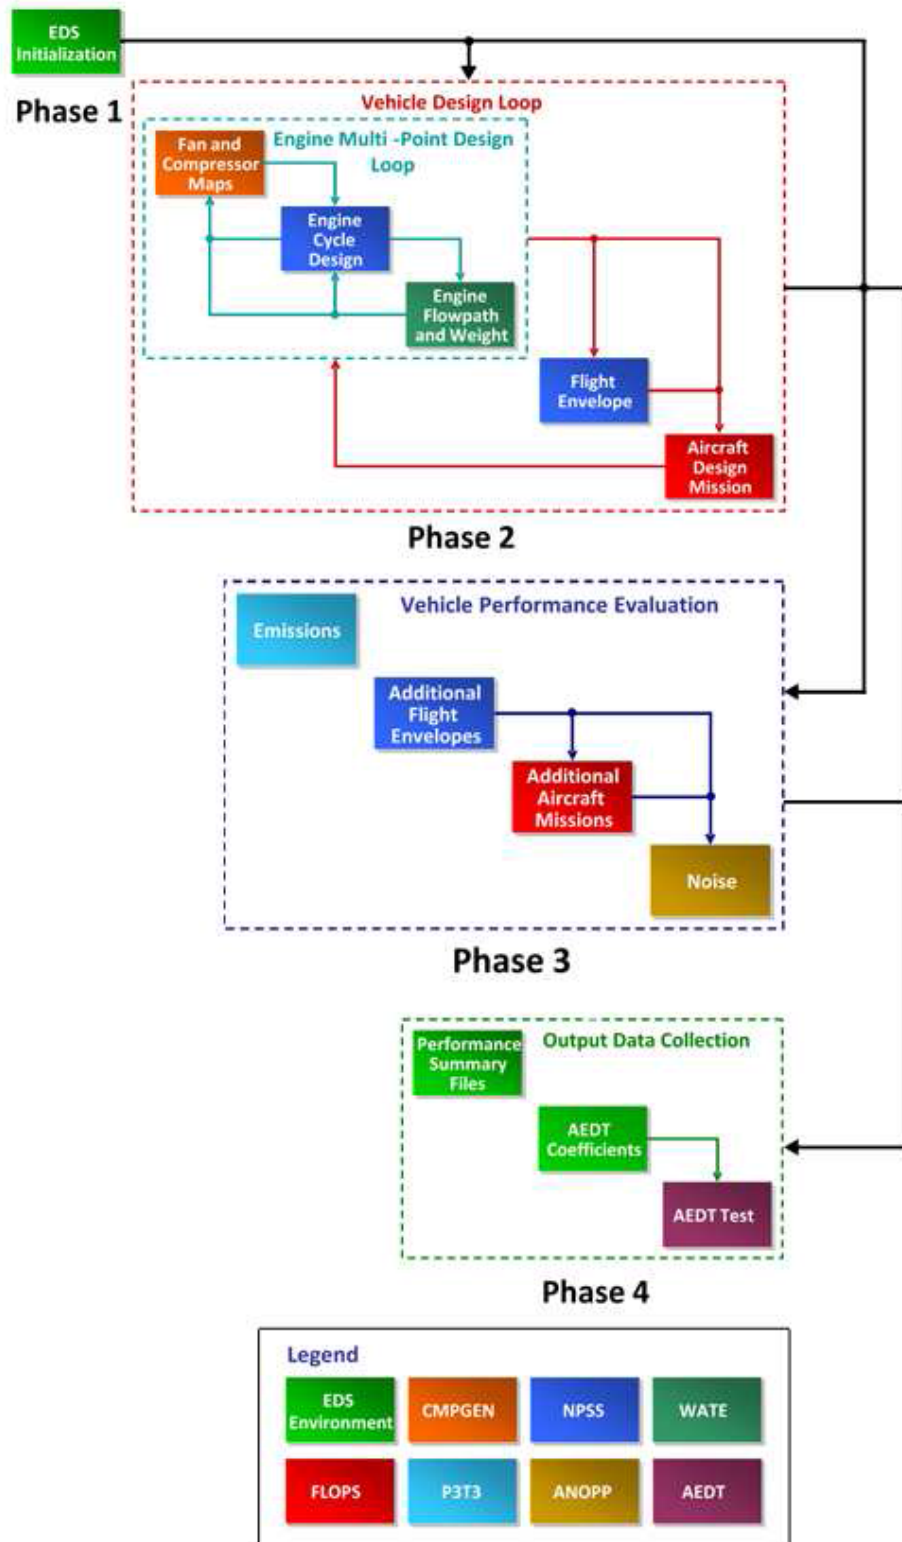 EDS
Initialization
Phase 1
Vehicle Design Loop
Engine Multi -Point Design
Loop
Fan and
Compressor
Maps
Engine
Cycle
Design
Engine
Flowpath
and Weight
Flight
Envelope
Aircraft
Design
Mission
Phase 2
Vehicle Performance Evaluation
Emissions
Additional
Flight
Envelopes
Additional
Aircraft
Missions
Noise
Phase 3
Output Data Collection
Performance
Summary
Files
AEDT
Coefficients
AEDT Test
Phase 4
Legend
EDS
Environment
CMPGEN
NPSS
WATE
FLOPS
P3T3
ANOPP
AEDT